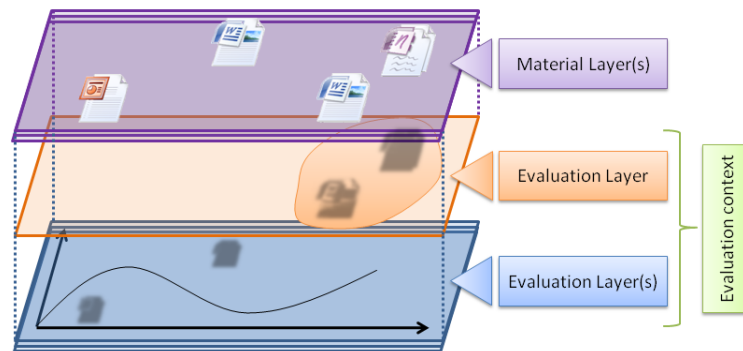 Material Layer(s)
Evaluation Layer
Evaluation Layer(s)
Evaluation context